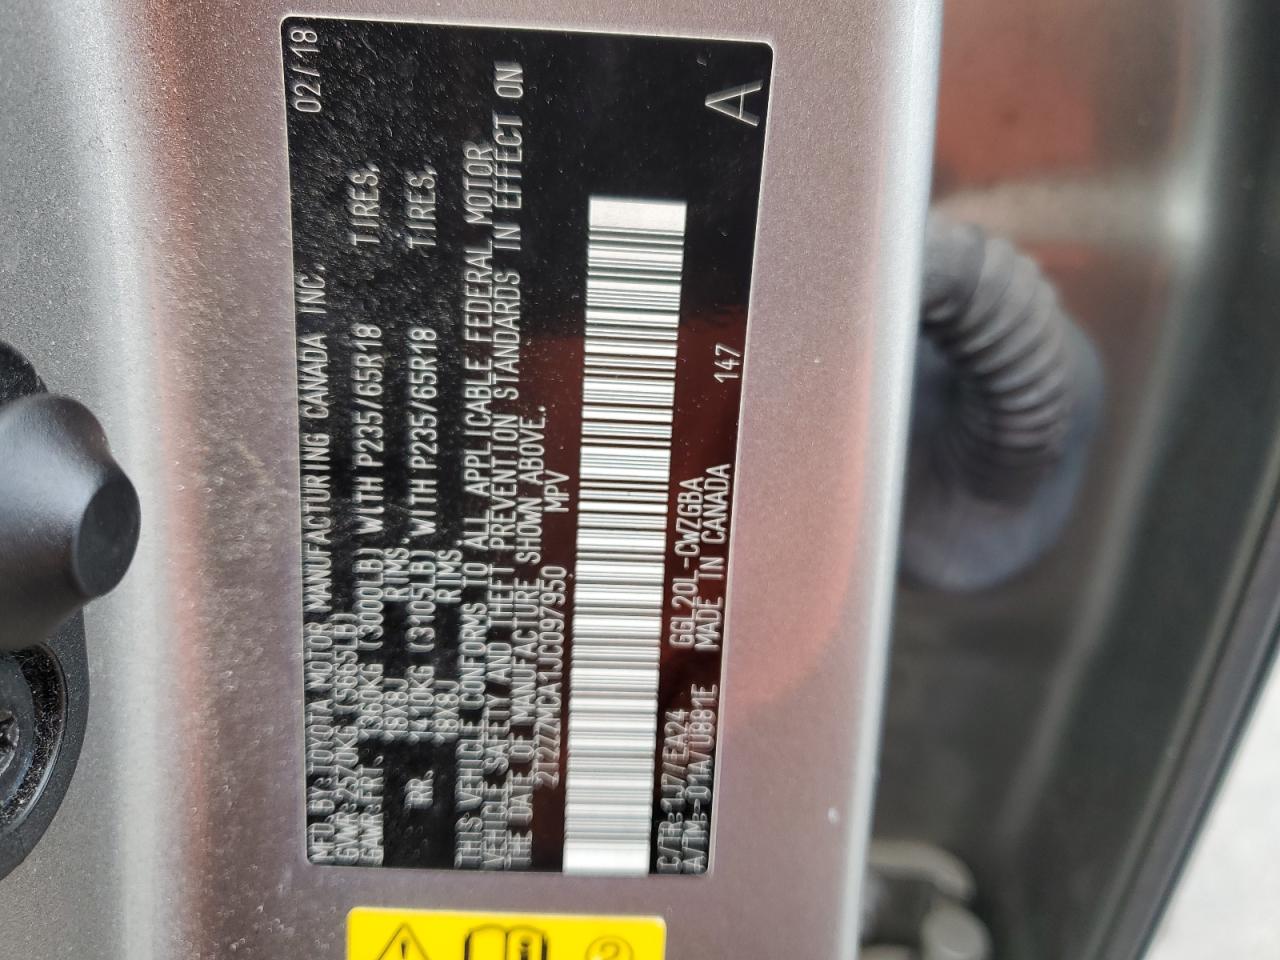 MFD. BY: TOYOTA MOTOR MANUFACTURING CANADA INC. 02/18
GVWR: 2570KG (5665LB)
GAWR: FRT. 1360KG (3000LB) WITH P235/65R18 TIRES,
18X8J RIMS.
RR. 1410KG (3105LB) WITH P235/65R18 TIRES,
18X8J RIMS.
THIS VEHICLE CONFORMS TO ALL APPLICABLE FEDERAL MOTOR
VEHICLE SAFETY AND THEFT PREVENTION STANDARDS IN EFFECT ON
THE DATE OF MANUFACTURE SHOWN ABOVE.
2T2ZZMCA1JC097950 MPV
C/TR: 1J7/EA24 GGL20L-CWZGBA
A/TM: -01A/0881E MADE IN CANADA 147 A